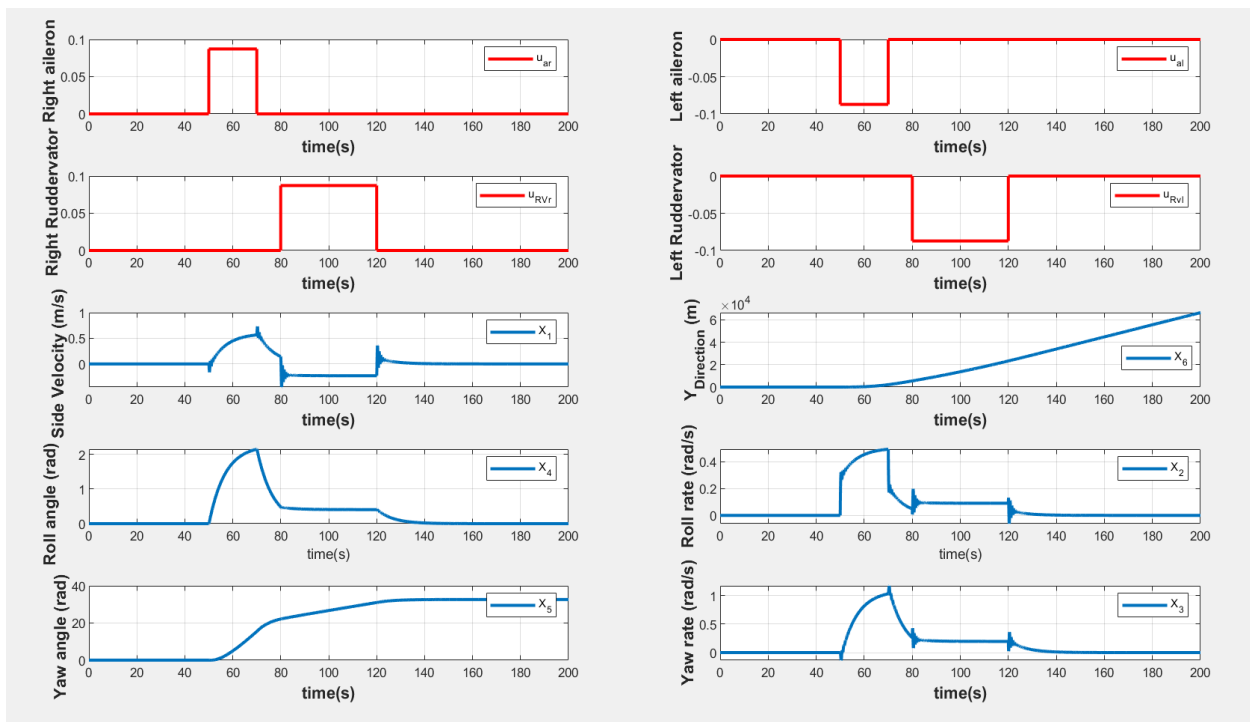 Right aileron
0.1
0.05
0
u_ar
0 20 40 60 80 100 120 140 160 180 200
time(s)
Left aileron
0
-0.05
-0.1
u_al
0 20 40 60 80 100 120 140 160 180 200
time(s)
Right Ruddervator
0.1
0.05
0
u_RVr
0 20 40 60 80 100 120 140 160 180 200
time(s)
Left Ruddervator
0
-0.05
-0.1
u_Rvl
0 20 40 60 80 100 120 140 160 180 200
time(s)
Side Velocity (m/s)
1
0.5
0
X_1
0 20 40 60 80 100 120 140 160 180 200
time(s)
Y_Direction (m)
×10^4
6
4
2
0
X_6
0 20 40 60 80 100 120 140 160 180 200
time(s)
Roll angle (rad)
2
1
0
X_4
0 20 40 60 80 100 120 140 160 180 200
time(s)
Roll rate (rad/s)
0.4
0.2
0
X_2
0 20 40 60 80 100 120 140 160 180 200
time(s)
Yaw angle (rad)
40
20
0
X_5
0 20 40 60 80 100 120 140 160 180 200
time(s)
Yaw rate (rad/s)
1
0.5
0
X_3
0 20 40 60 80 100 120 140 160 180 200
time(s)